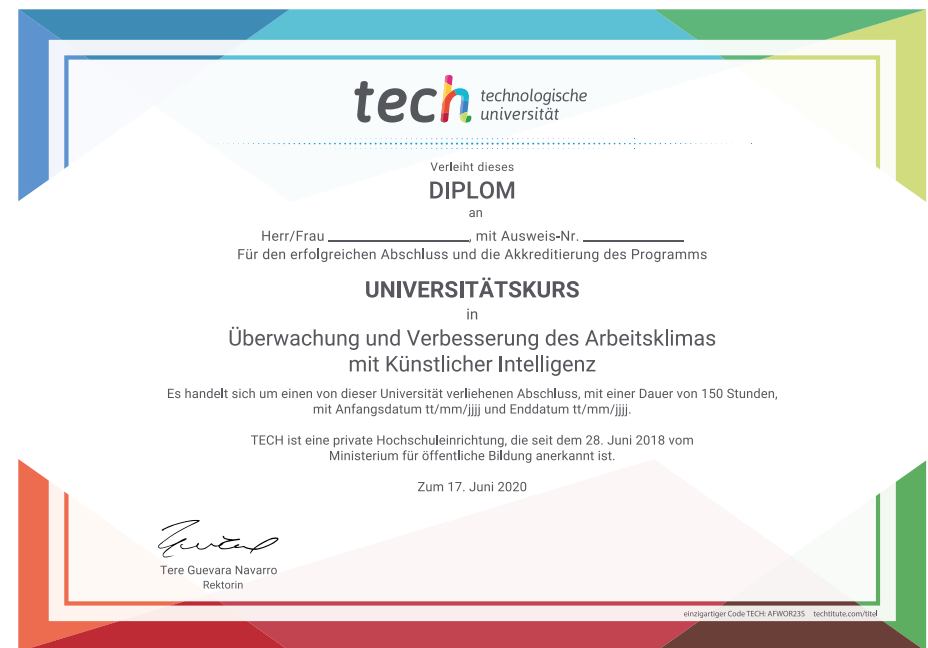 tech technologische
universität
Verleiht dieses
DIPLOM
an
Herr/Frau ____________________, mit Ausweis-Nr. ______________
Für den erfolgreichen Abschluss und die Akkreditierung des Programms
UNIVERSITÄTSKURS
in
Überwachung und Verbesserung des Arbeitsklimas
mit Künstlicher Intelligenz
Es handelt sich um einen von dieser Universität verliehenen Abschluss, mit einer Dauer von 150 Stunden,
mit Anfangsdatum tt/mm/jjjj und Enddatum tt/mm/jjjj.
TECH ist eine private Hochschuleinrichtung, die seit dem 28. Juni 2018 vom
Ministerium für öffentliche Bildung anerkannt ist.
Zum 17. Juni 2020
Tere Guevara Navarro
Rektorin
einzigartiger Code TECH: AFWOR23S techtitute.com/titel